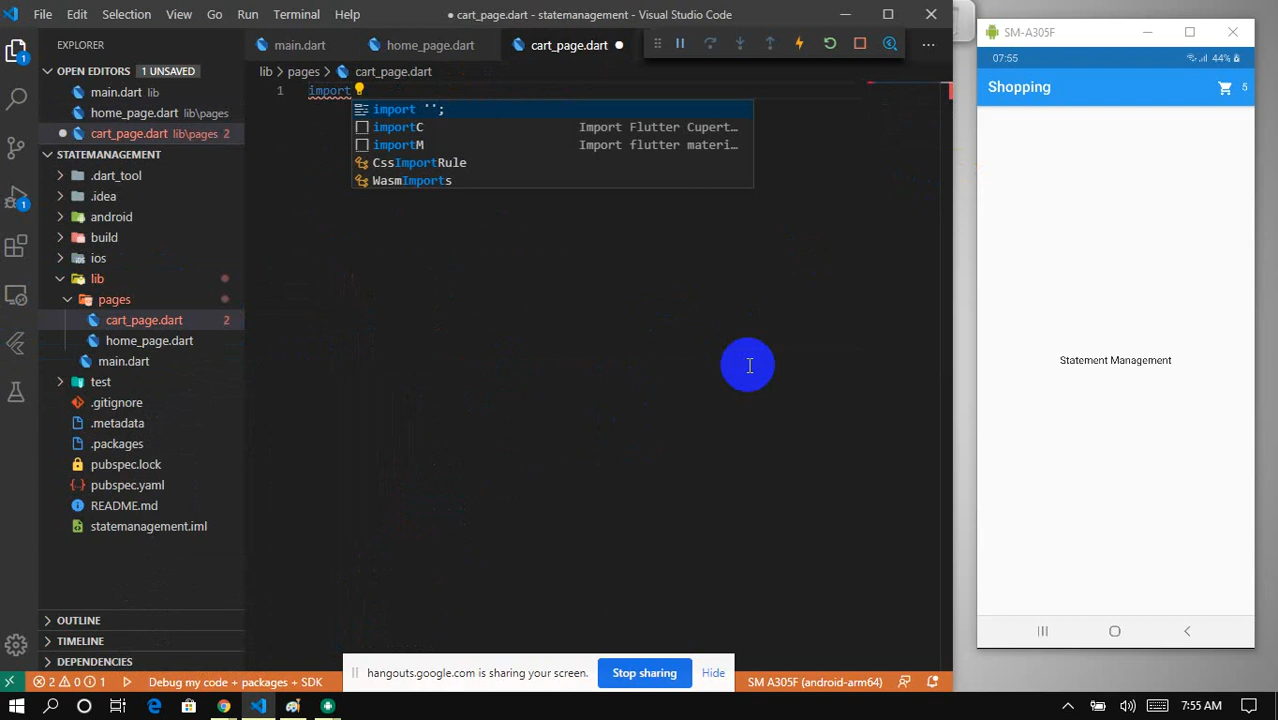 File Edit Selection View Go Run Terminal Help
● cart_page.dart - statemanagement - Visual Studio Code
EXPLORER
OPEN EDITORS 1 UNSAVED
main.dart lib
home_page.dart lib\pages
cart_page.dart lib\pages 2
STATEMANAGEMENT
.dart_tool
.idea
android
build
ios
lib
pages
cart_page.dart 2
home_page.dart
main.dart
test
.gitignore
.metadata
.packages
pubspec.lock
pubspec.yaml
README.md
statemanagement.iml
OUTLINE
TIMELINE
DEPENDENCIES
1
1
main.dart
home_page.dart
cart_page.dart
lib > pages > cart_page.dart
1 import
import '';
importC Import Flutter Cupert…
importM Import flutter materi…
CssImportRule
WasmImports
SM-A305F
07:55 44%
Shopping 5
Statement Management
hangouts.google.com is sharing your screen. Stop sharing Hide
2 0 1 Debug my code + packages + SDK
SM A305F (android-arm64)
7:55 AM